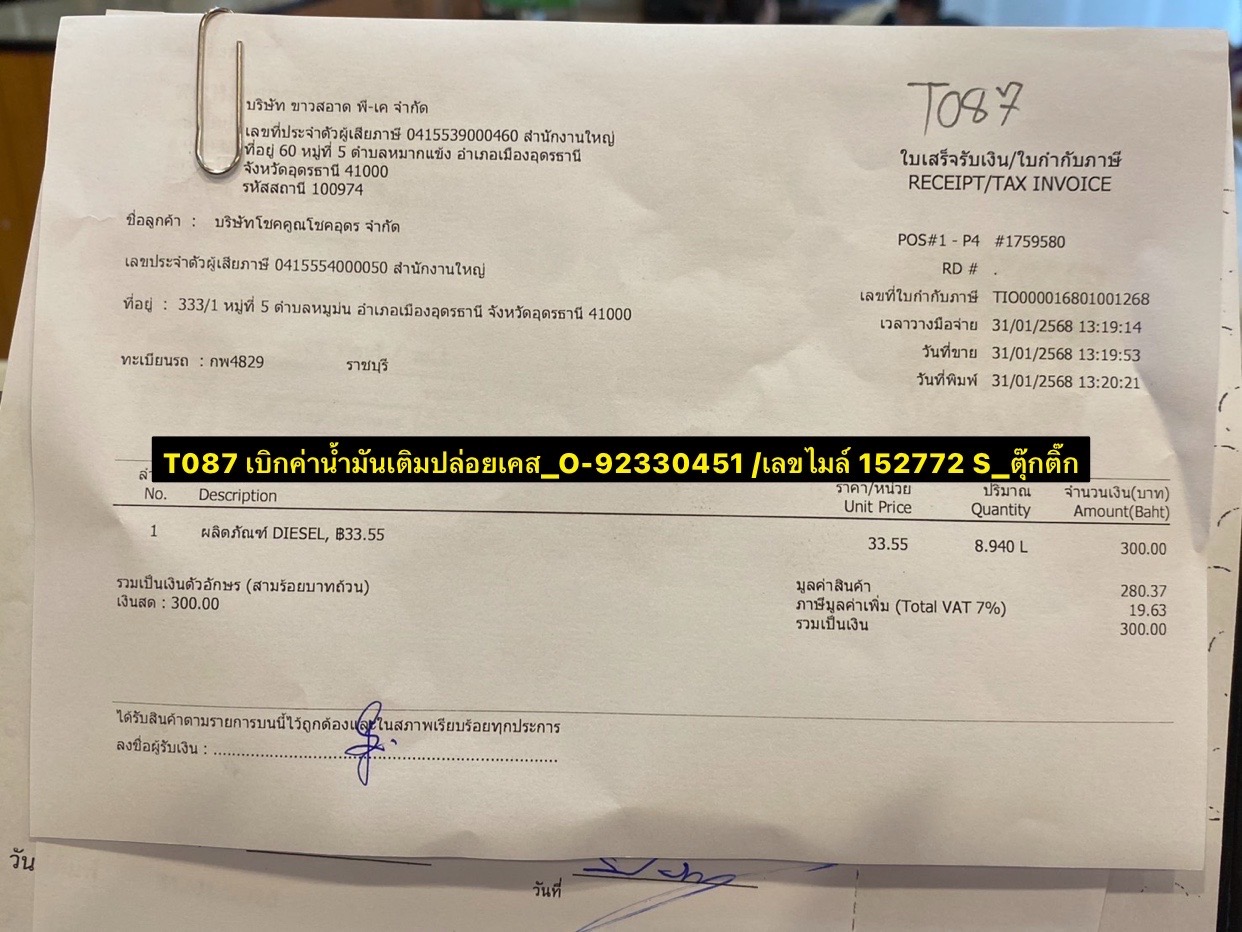 T087
บริษัท ขาวสอาด พี-เค จำกัด
เลขที่ประจำตัวผู้เสียภาษี 0415539000460 สำนักงานใหญ่
ที่อยู่ 60 หมู่ที่ 5 ตำบลหมากแข้ง อำเภอเมืองอุดรธานี
จังหวัดอุดรธานี 41000
รหัสสถานี 100974
ใบเสร็จรับเงิน/ใบกำกับภาษี
RECEIPT/TAX INVOICE
ชื่อลูกค้า : บริษัทโชคคูณโชคอุดร จำกัด
เลขประจำตัวผู้เสียภาษี 0415554000050 สำนักงานใหญ่
ที่อยู่ : 333/1 หมู่ที่ 5 ตำบลหมูม่น อำเภอเมืองอุดรธานี จังหวัดอุดรธานี 41000
ทะเบียนรถ : กพ4829 ราชบุรี
POS#1 - P4 #1759580
RD # .
เลขที่ใบกำกับภาษี TIO000016801001268
เวลาวางมือจ่าย 31/01/2568 13:19:14
วันที่ขาย 31/01/2568 13:19:53
วันที่พิมพ์ 31/01/2568 13:20:21
T087 เบิกค่าน้ำมันเติมปล่อยเคส_O-92330451 /เลขไมล์ 152772 S_ตุ๊กติ๊ก
ราคา/หน่วย ปริมาณ จำนวนเงิน(บาท)
No. Description Unit Price Quantity Amount(Baht)
1 ผลิตภัณฑ์ DIESEL, ฿33.55 33.55 8.940 L 300.00
รวมเป็นเงินตัวอักษร (สามร้อยบาทถ้วน)
เงินสด : 300.00
มูลค่าสินค้า 280.37
ภาษีมูลค่าเพิ่ม (Total VAT 7%) 19.63
รวมเป็นเงิน 300.00
ได้รับสินค้าตามรายการบนนี้ไว้ถูกต้องและในสภาพเรียบร้อยทุกประการ
ลงชื่อผู้รับเงิน :
วัน
วันที่